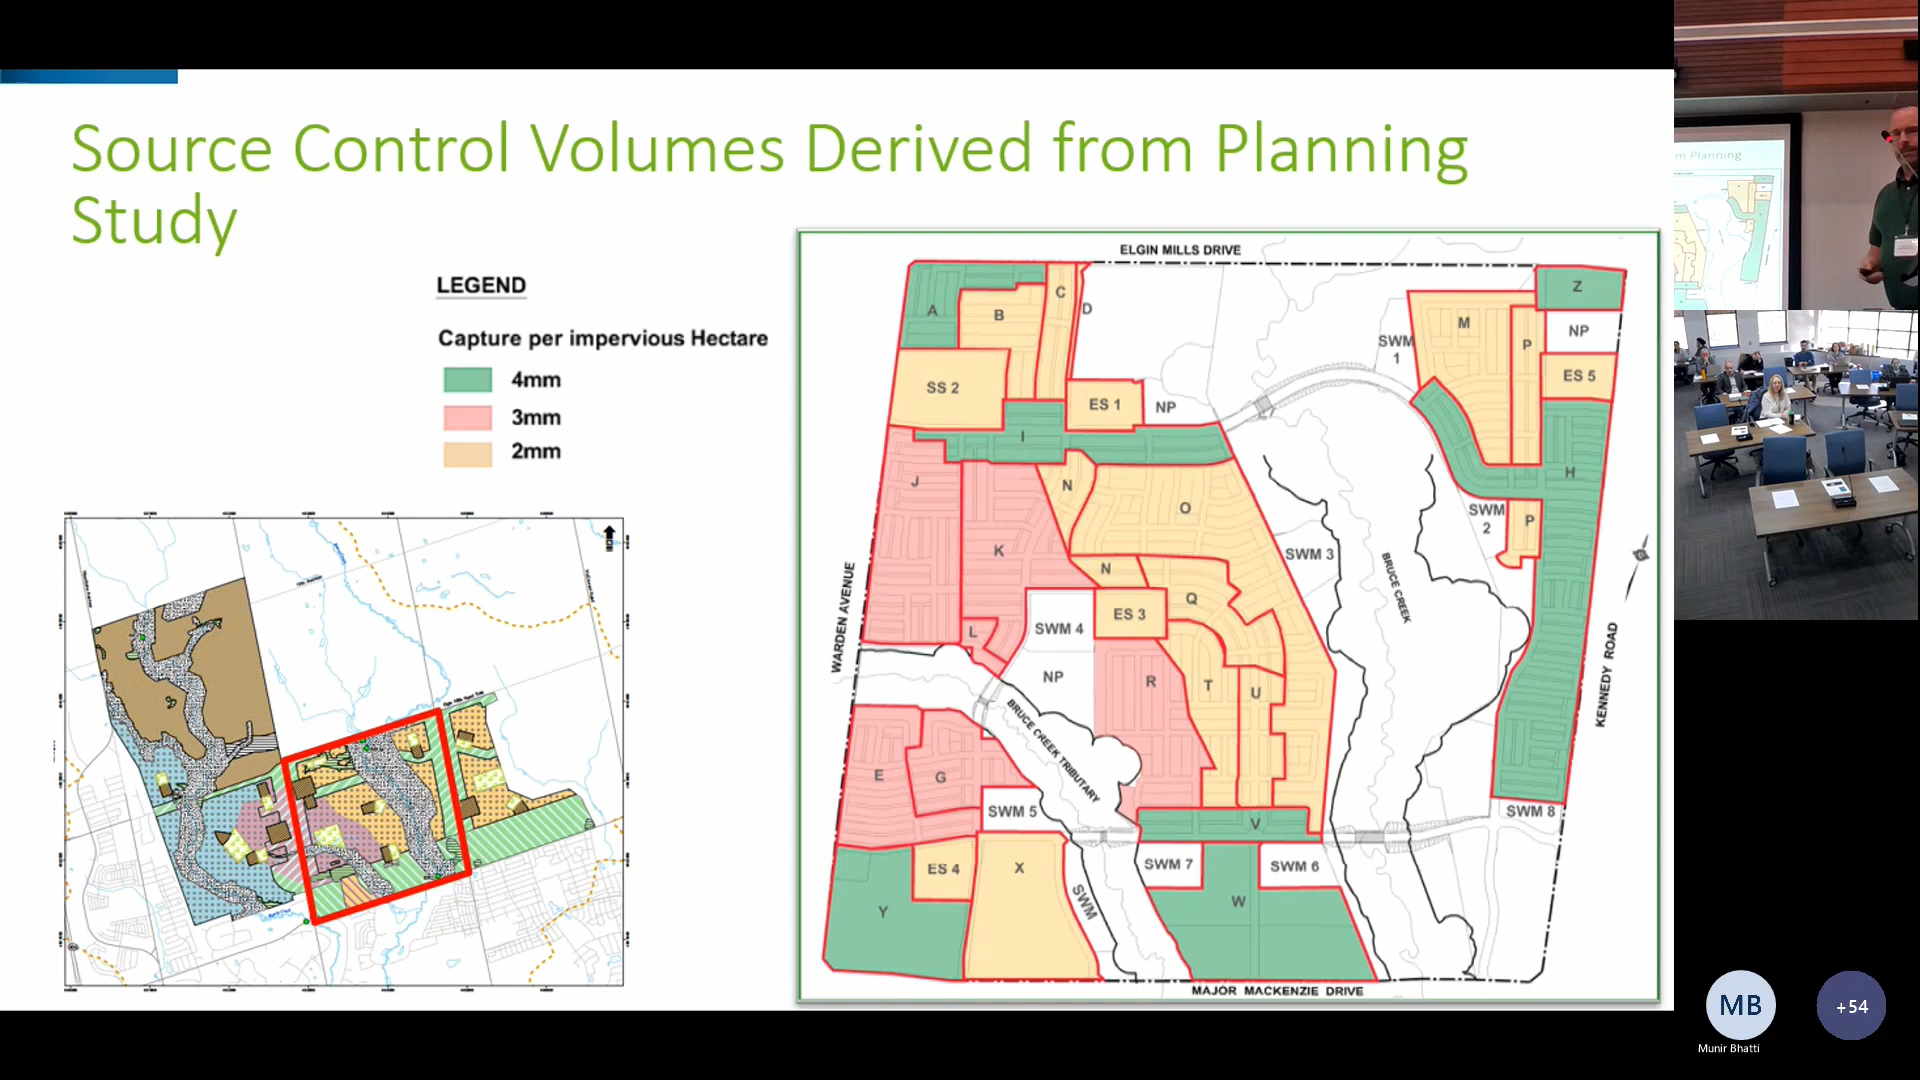 Source Control Volumes Derived from Planning
Study
LEGEND
Capture per impervious Hectare
4mm
3mm
2mm
ELGIN MILLS DRIVE
A
B
C
D
Z
M
P
NP
SWM
1
SS 2
ES 1
NP
ES 5
I
H
J
N
O
SWM
2
P
K
SWM 3
N
BRUCE CREEK
Q
ES 3
WARDEN AVENUE
L
SWM 4
NP
R
T
U
KENNEDY ROAD
BRUCE CREEK TRIBUTARY
E
G
SWM 5
V
SWM 8
SWM 7
SWM 6
ES 4
X
SWM
W
Y
MAJOR MACKENZIE DRIVE
m Planning
MB
+54
Munir Bhatti